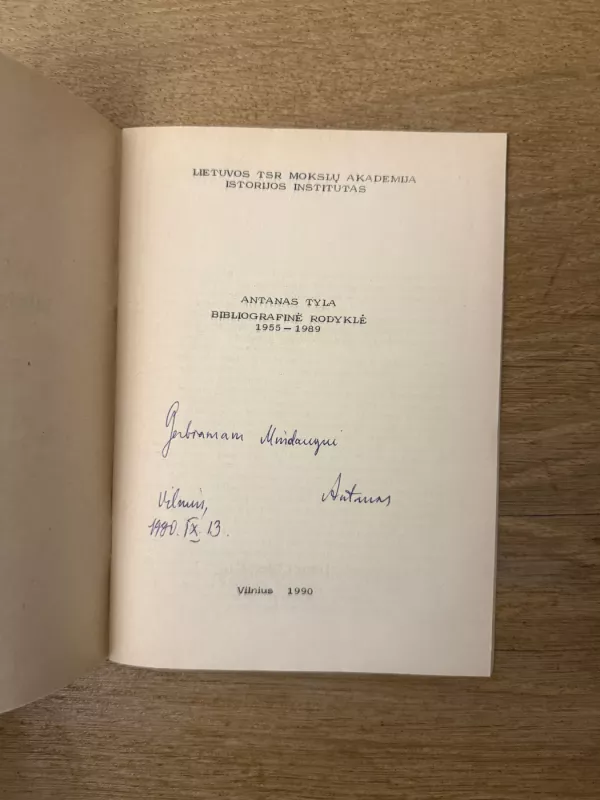 LIETUVOS TSR MOKSLŲ AKADEMIJA
ISTORIJOS INSTITUTAS
ANTANAS TYLA
BIBLIOGRAFINĖ RODYKLĖ
1955 — 1989
Gerbiamam Mindaugui
Vilnius, Antanas
1990. IX. 13.
Vilnius 1990